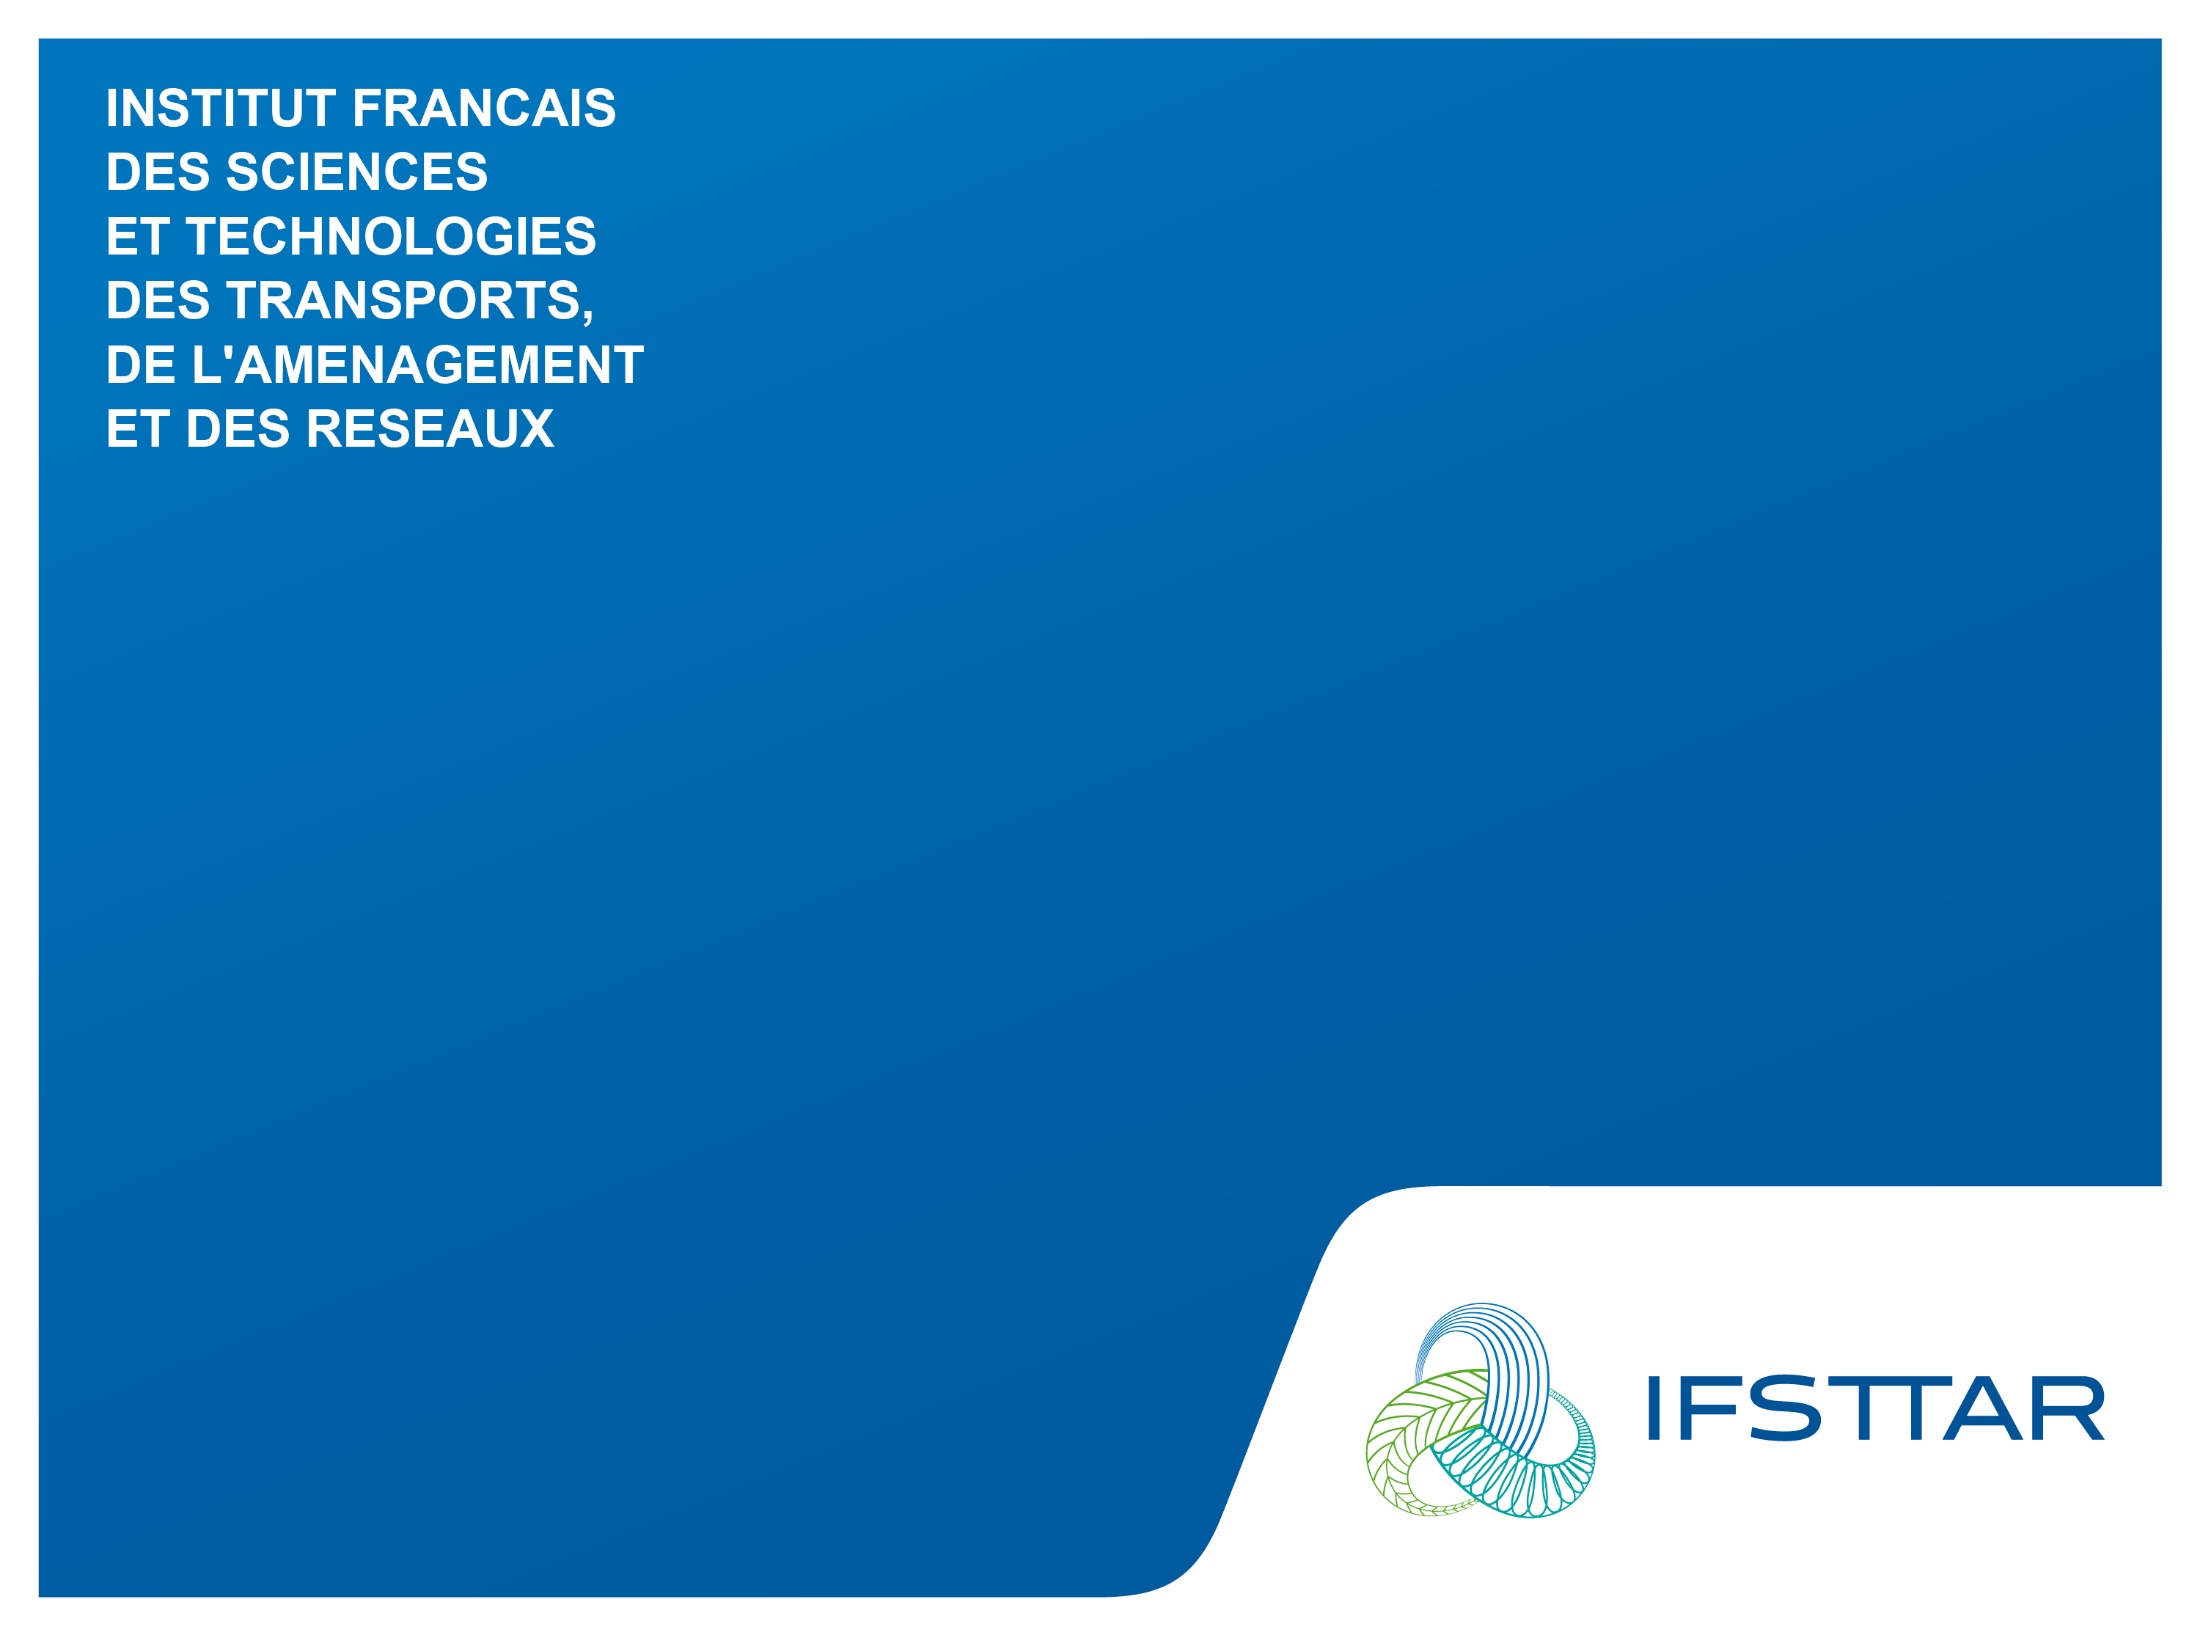 INSTITUT FRANCAIS
DES SCIENCES
ET TECHNOLOGIES
DES TRANSPORTS,
DE L'AMENAGEMENT
ET DES RESEAUX
IFSTTAR